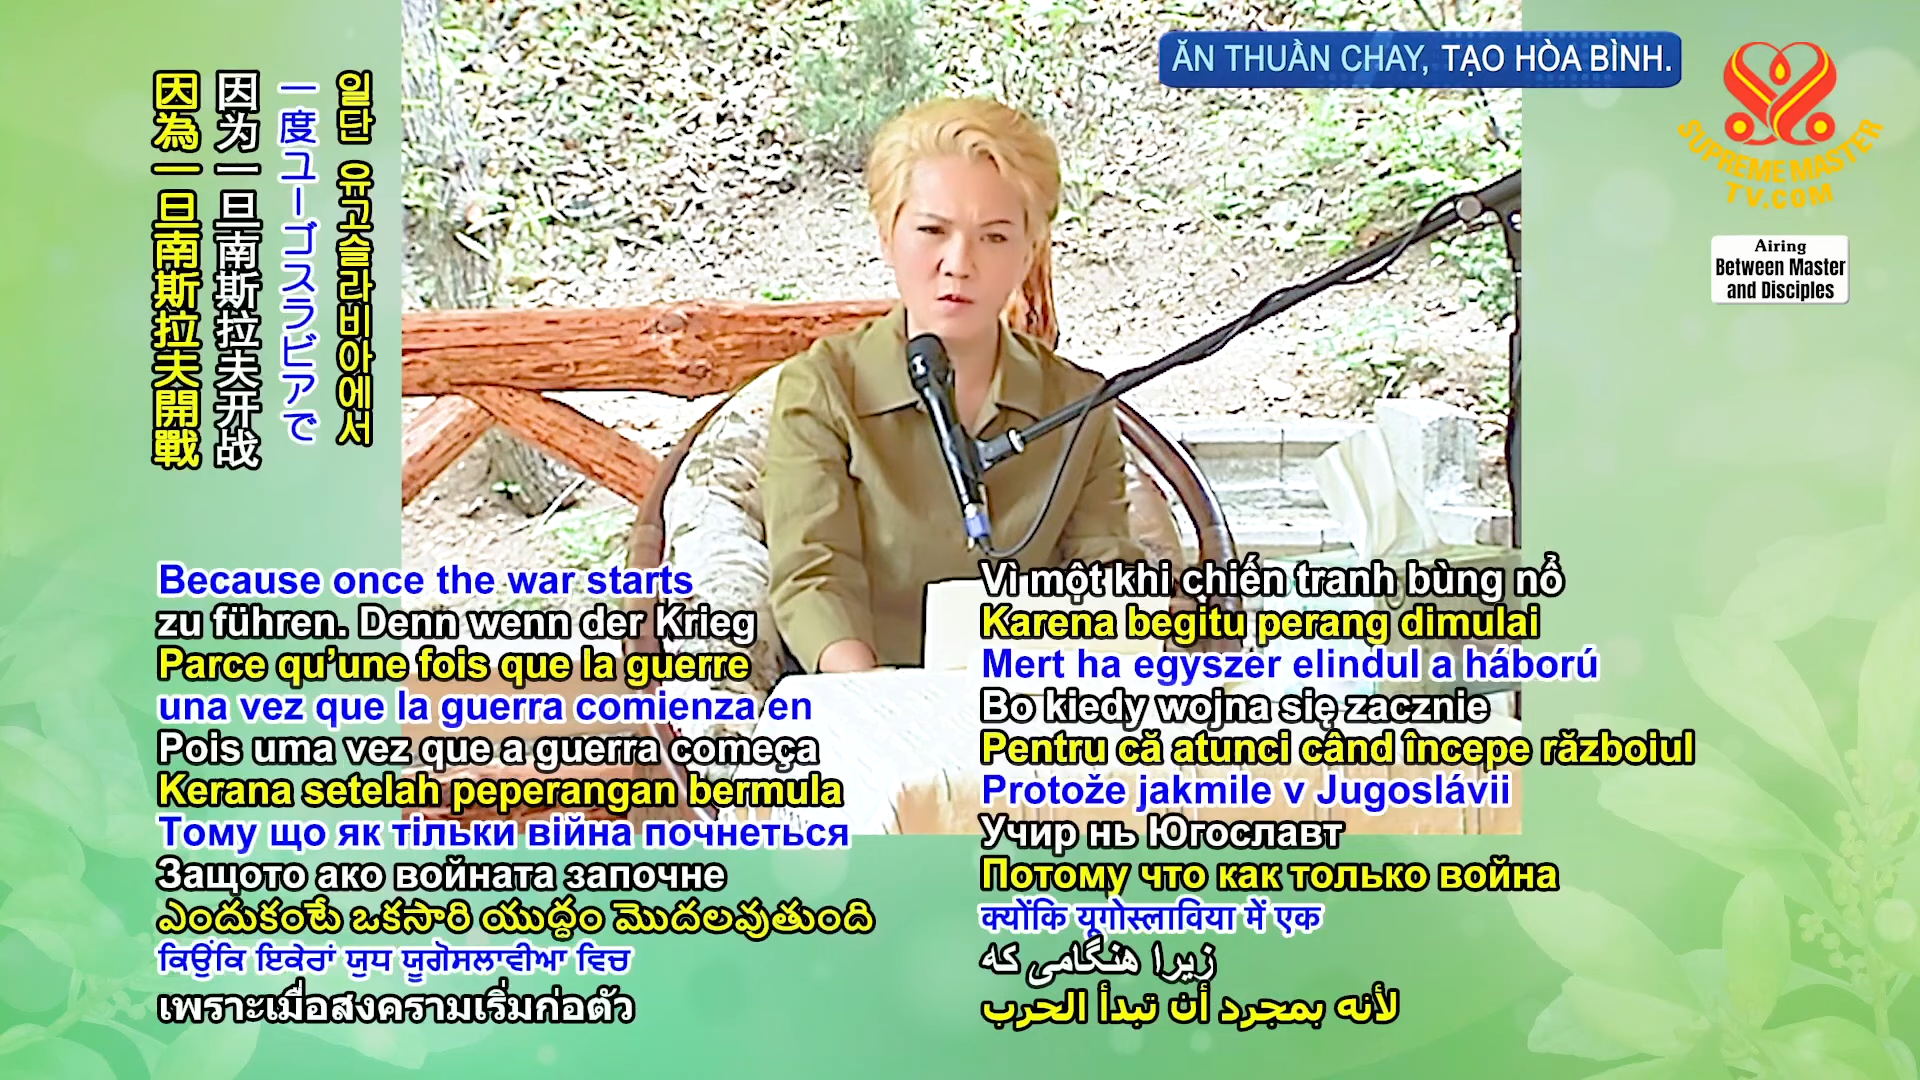 ĂN THUẦN CHAY, TẠO HÒA BÌNH.
SUPREME MASTER
TV.COM
Airing
Between Master
and Disciples
因為一旦南斯拉夫開戰
因为一旦南斯拉夫开战
一度ユーゴスラビアで
일단 유고슬라비아에서
Because once the war starts
zu führen. Denn wenn der Krieg
Parce qu’une fois que la guerre
una vez que la guerra comienza en
Pois uma vez que a guerra começa
Kerana setelah peperangan bermula
Тому що як тільки війна почнеться
Защото ако войната започне
ఎందుకంటే ఒకసారి యుద్ధం మొదలవుతుంది
ਕਿਉਂਕਿ ਇਕੇਰਾਂ ਯੁਧ ਯੂਗੋਸਲਾਵੀਆ ਵਿਚ
เพราะเมื่อสงครามเริ่มก่อตัว
Vì một khi chiến tranh bùng nổ
Karena begitu perang dimulai
Mert ha egyszer elindul a háború
Bo kiedy wojna się zacznie
Pentru că atunci când începe războiul
Protože jakmile v Jugoslávii
Учир нь Югославт
Потому что как только война
क्योंकि यूगोस्लाविया में एक
زیرا هنگامی که
لأنه بمجرد أن تبدأ الحرب